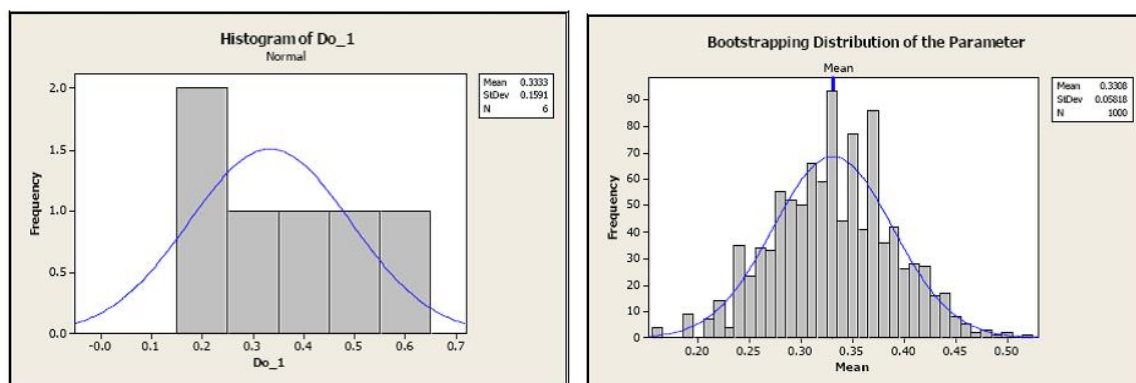 Histogram of Do_1
Normal
Mean 0.3333
StDev 0.1591
N 6
2.0
1.5
1.0
0.5
0.0
Frequency
-0.0 0.1 0.2 0.3 0.4 0.5 0.6 0.7
Do_1
Bootstrapping Distribution of the Parameter
Mean
Mean 0.3308
StDev 0.05818
N 1000
90
80
70
60
50
40
30
20
10
0
Frequency
0.20 0.25 0.30 0.35 0.40 0.45 0.50
Mean